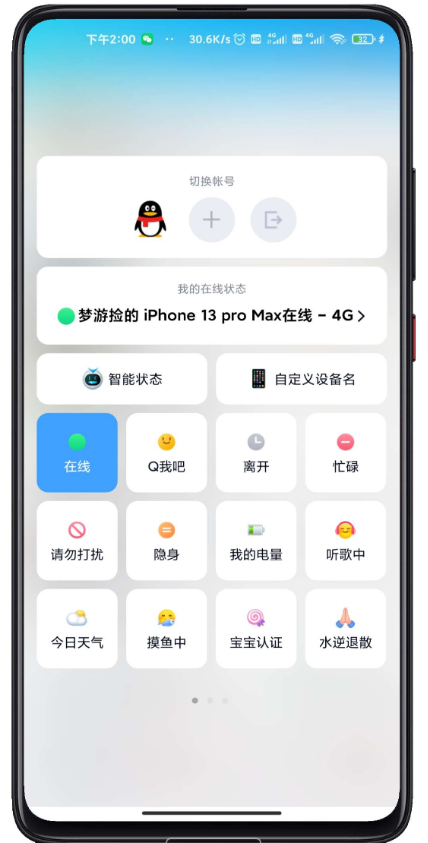 下午2:00 30.6K/s HD 4G HD 4G 92
切换帐号
我的在线状态
梦游捡的 iPhone 13 pro Max在线 - 4G
智能状态 自定义设备名
在线 Q我吧 离开 忙碌
请勿打扰 隐身 我的电量 听歌中
今日天气 摸鱼中 宝宝认证 水逆退散